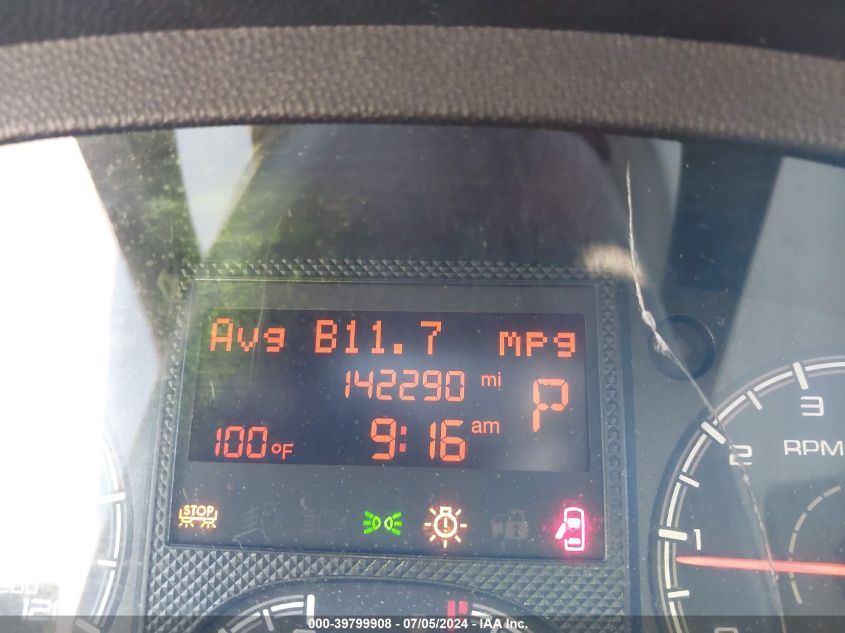 Avg B11.7 mpg
142290 mi
P
100°F 9:16 am
STOP
3
2
RPM
1
000-39799908 - 07/05/2024 - IAA Inc.